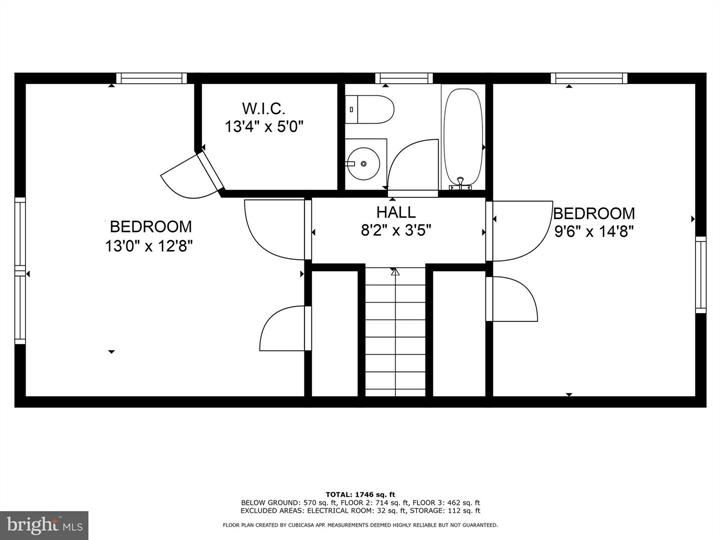 W.I.C.
13'4" x 5'0"
BEDROOM
13'0" x 12'8"
HALL
8'2" x 3'5"
BEDROOM
9'6" x 14'8"
TOTAL: 1746 sq. ft
BELOW GROUND: 570 sq. ft, FLOOR 2: 714 sq. ft, FLOOR 3: 462 sq. ft
EXCLUDED AREAS: ELECTRICAL ROOM: 32 sq. ft, STORAGE: 112 sq. ft
FLOOR PLAN CREATED BY CUBICASA APP. MEASUREMENTS DEEMED HIGHLY RELIABLE BUT NOT GUARANTEED.
bright MLS